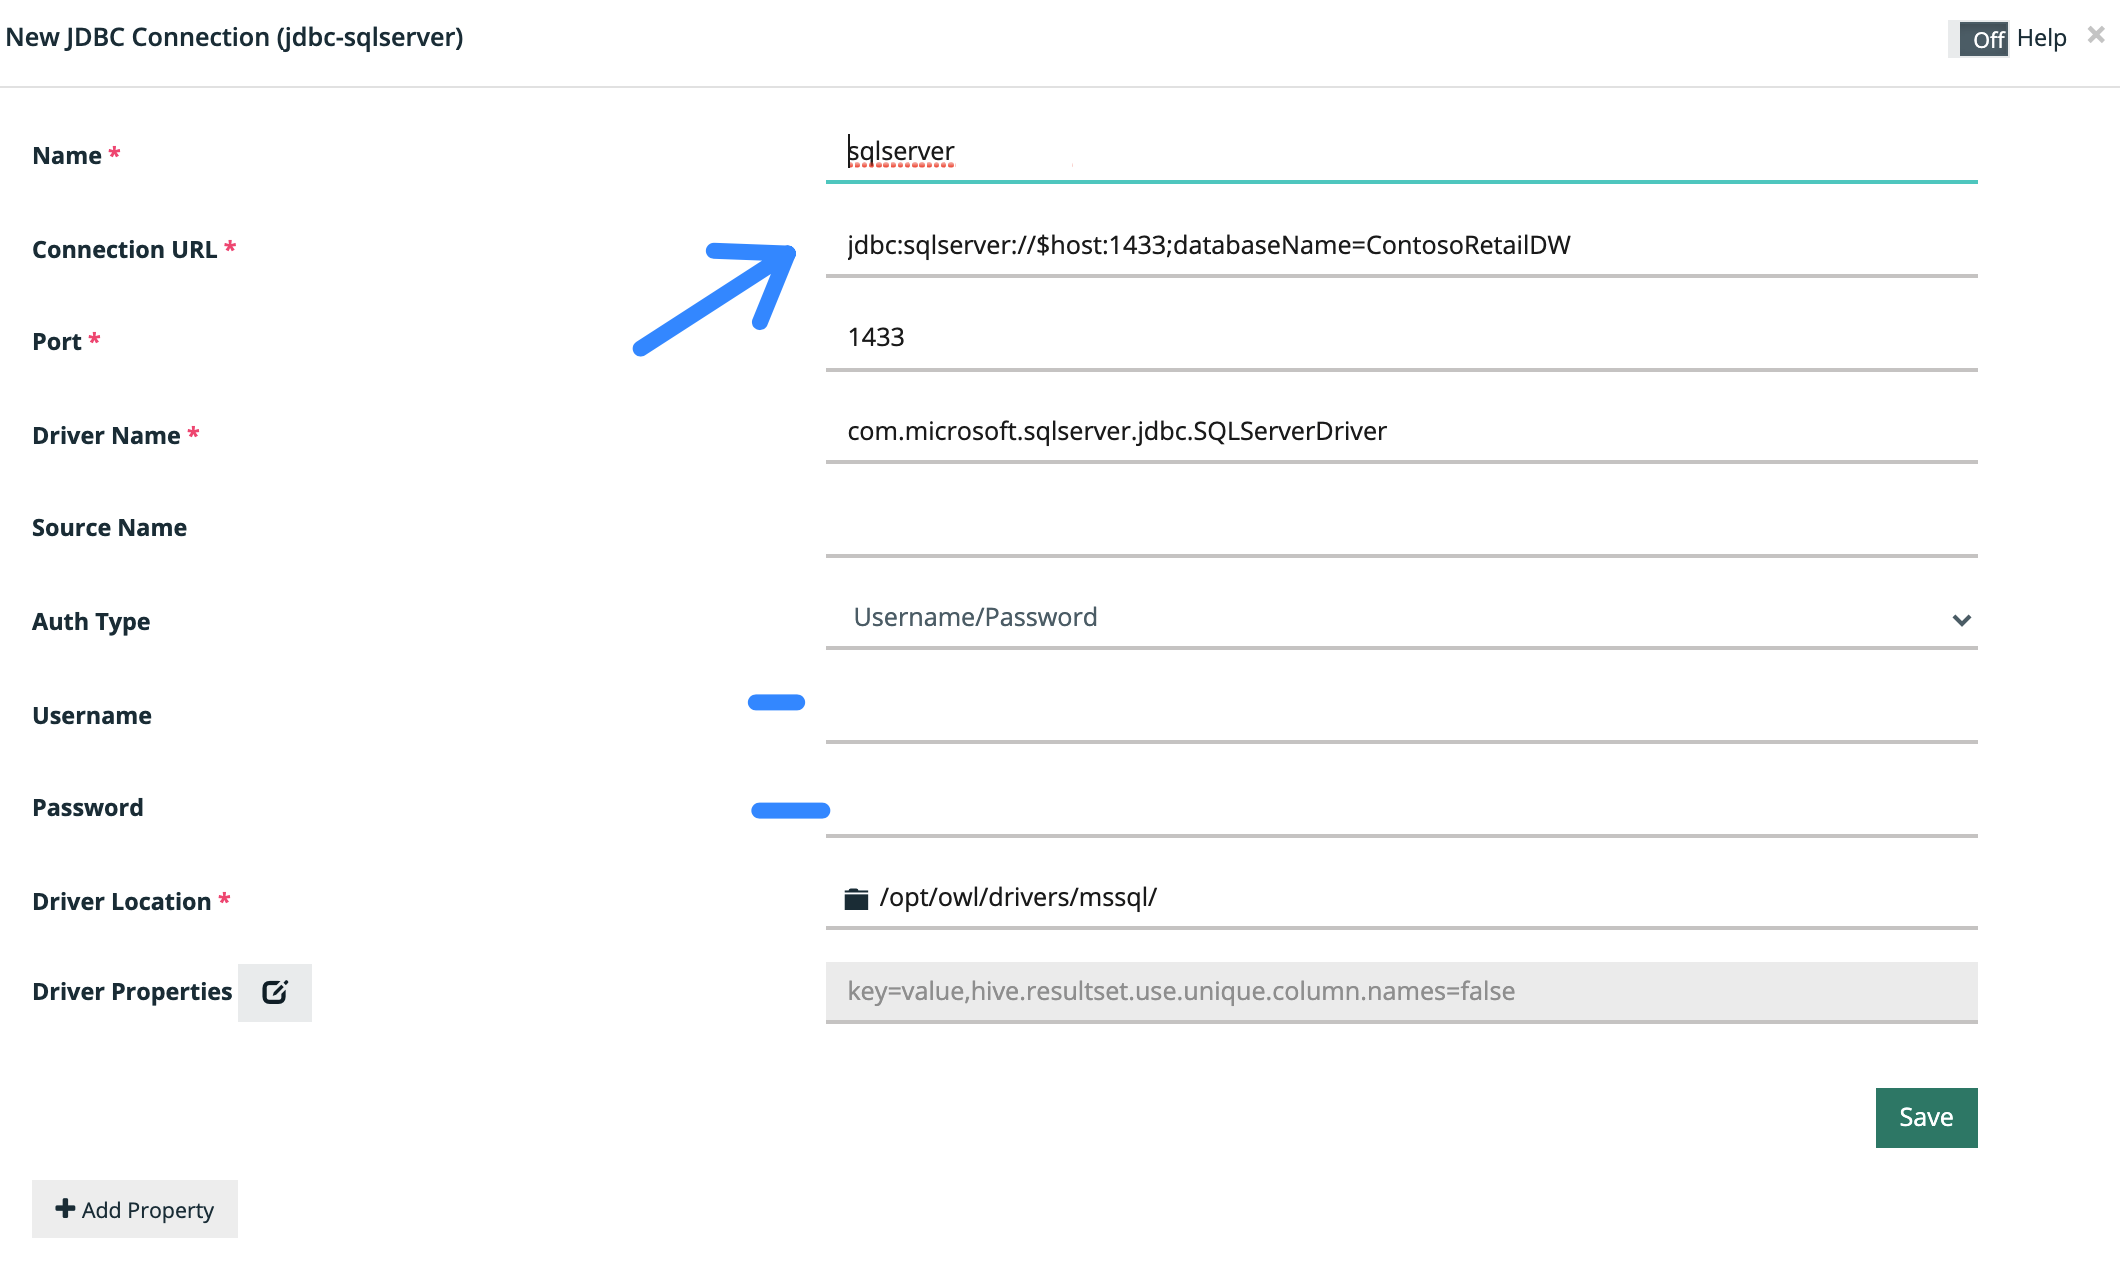 New JDBC Connection (jdbc-sqlserver)
Off Help ×
Name * sqlserver
Connection URL * jdbc:sqlserver://$host:1433;databaseName=ContosoRetailDW
Port * 1433
Driver Name * com.microsoft.sqlserver.jdbc.SQLServerDriver
Source Name
Auth Type Username/Password
Username
Password
Driver Location * /opt/owl/drivers/mssql/
Driver Properties key=value,hive.resultset.use.unique.column.names=false
Save
+ Add Property